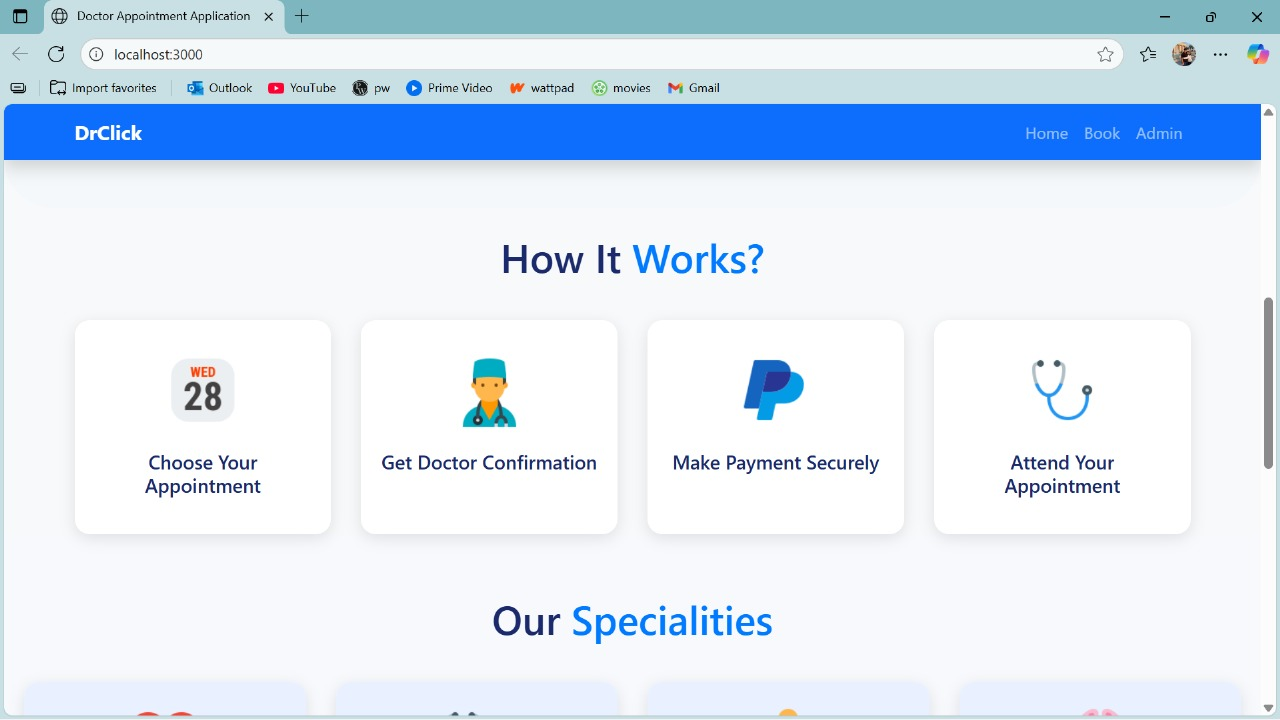 Doctor Appointment Application
localhost:3000
Import favorites Outlook YouTube pw Prime Video wattpad movies Gmail
DrClick Home Book Admin
How It Works?
WED
28
Choose Your
Appointment
Get Doctor Confirmation
Make Payment Securely
Attend Your
Appointment
Our Specialities